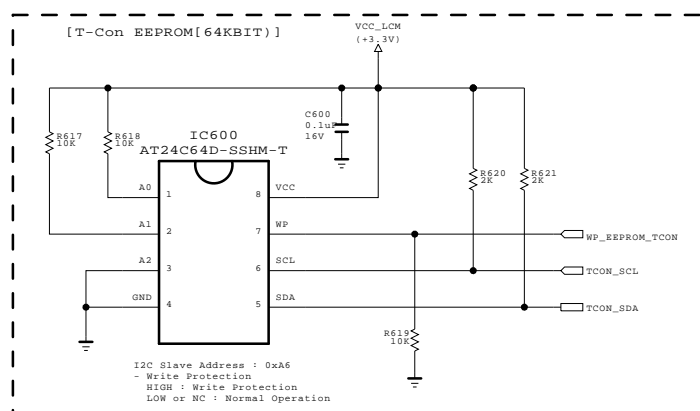 [T-Con EEPROM[64KBIT)]
VCC_LCM
(+3.3V)
R617
10K
R618
10K
C600
0.1uF
16V
IC600
AT24C64D-SSHM-T
R620
2K
R621
2K
A0
1
8
VCC
A1
2
7
WP
WP_EEPROM_TCON
A2
3
6
SCL
TCON_SCL
GND
4
5
SDA
TCON_SDA
R619
10K
I2C Slave Address : 0xA6
- Write Protection
HIGH : Write Protection
LOW or NC : Normal Operation